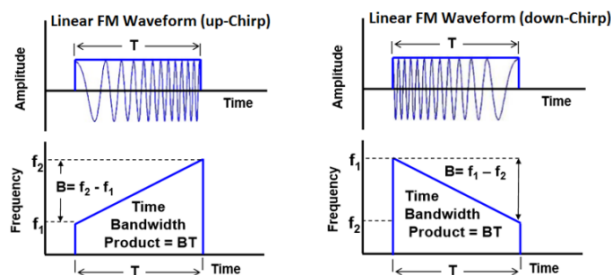 Linear FM Waveform (up-Chirp)
T
Amplitude
Time
f2
B= f2 - f1
f1
Frequency
Time
Bandwidth
Product = BT
T
Time
Linear FM Waveform (down-Chirp)
T
Amplitude
Time
f1
B= f1 – f2
f2
Frequency
Time
Bandwidth
Product = BT
T
Time